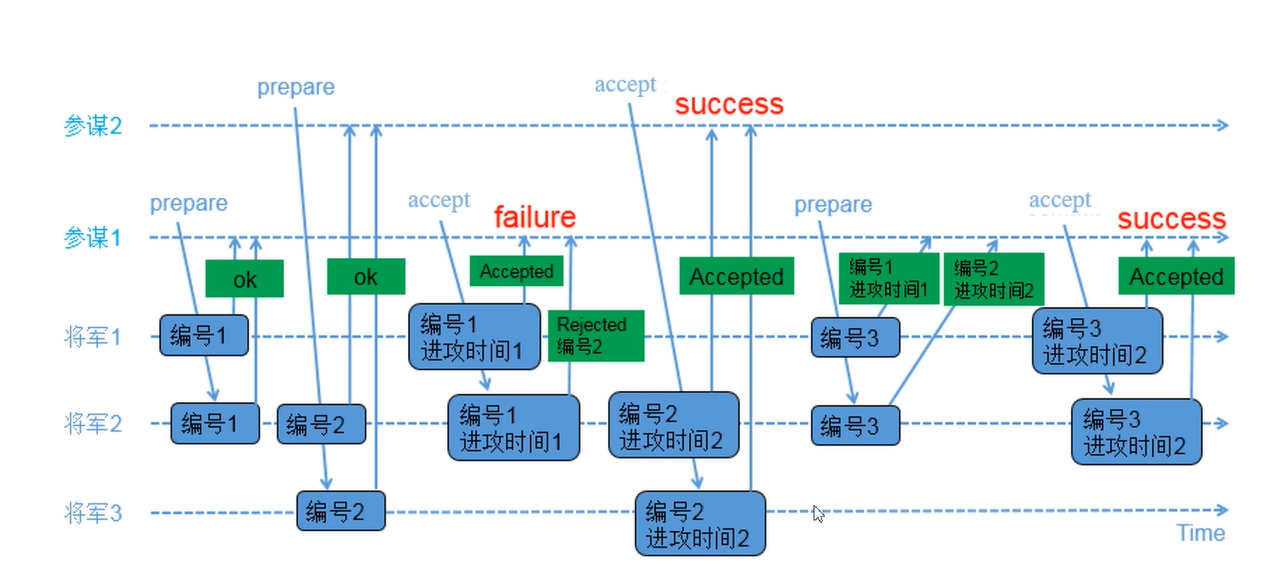 prepare
accept
success
参谋2
prepare
accept
failure
prepare
accept
success
参谋1
ok
ok
Accepted
Accepted
编号1
进攻时间1
编号2
进攻时间2
Accepted
将军1
编号1
编号1
进攻时间1
Rejected
编号2
编号3
编号3
进攻时间2
将军2
编号1
编号2
编号1
进攻时间1
编号2
进攻时间2
编号3
编号3
进攻时间2
将军3
编号2
编号2
进攻时间2
Time